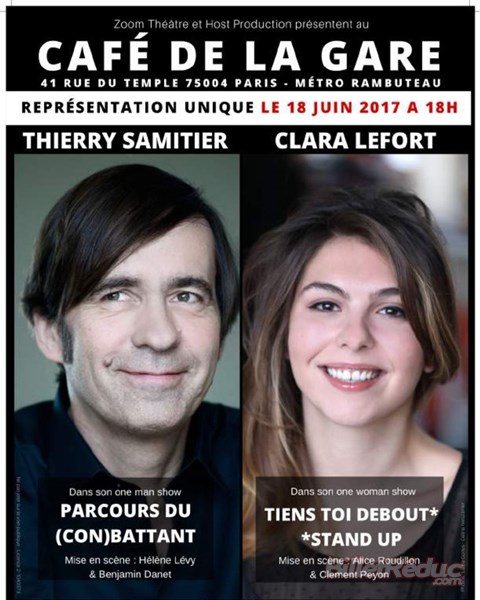 Zoom Théâtre et Host Production présentent au
CAFÉ DE LA GARE
41 RUE DU TEMPLE 75004 PARIS - MÉTRO RAMBUTEAU
REPRÉSENTATION UNIQUE LE 18 JUIN 2017 A 18H
THIERRY SAMITIER
CLARA LEFORT
Dans son one man show
PARCOURS DU
(CON)BATTANT
Mise en scène : Hélène Lévy
& Benjamin Danet
Dans son one woman show
TIENS TOI DEBOUT*
*STAND UP
Mise en scène : Alice Roudillon
& Clement Peyon
BilletReduc
.com